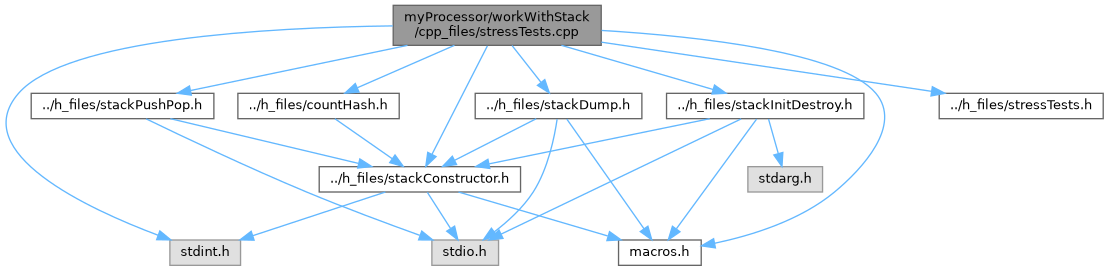 myProcessor/workWithStack
/cpp_files/stressTests.cpp
../h_files/stackPushPop.h
../h_files/countHash.h
../h_files/stackDump.h
../h_files/stackInitDestroy.h
../h_files/stressTests.h
../h_files/stackConstructor.h
stdarg.h
stdint.h
stdio.h
macros.h